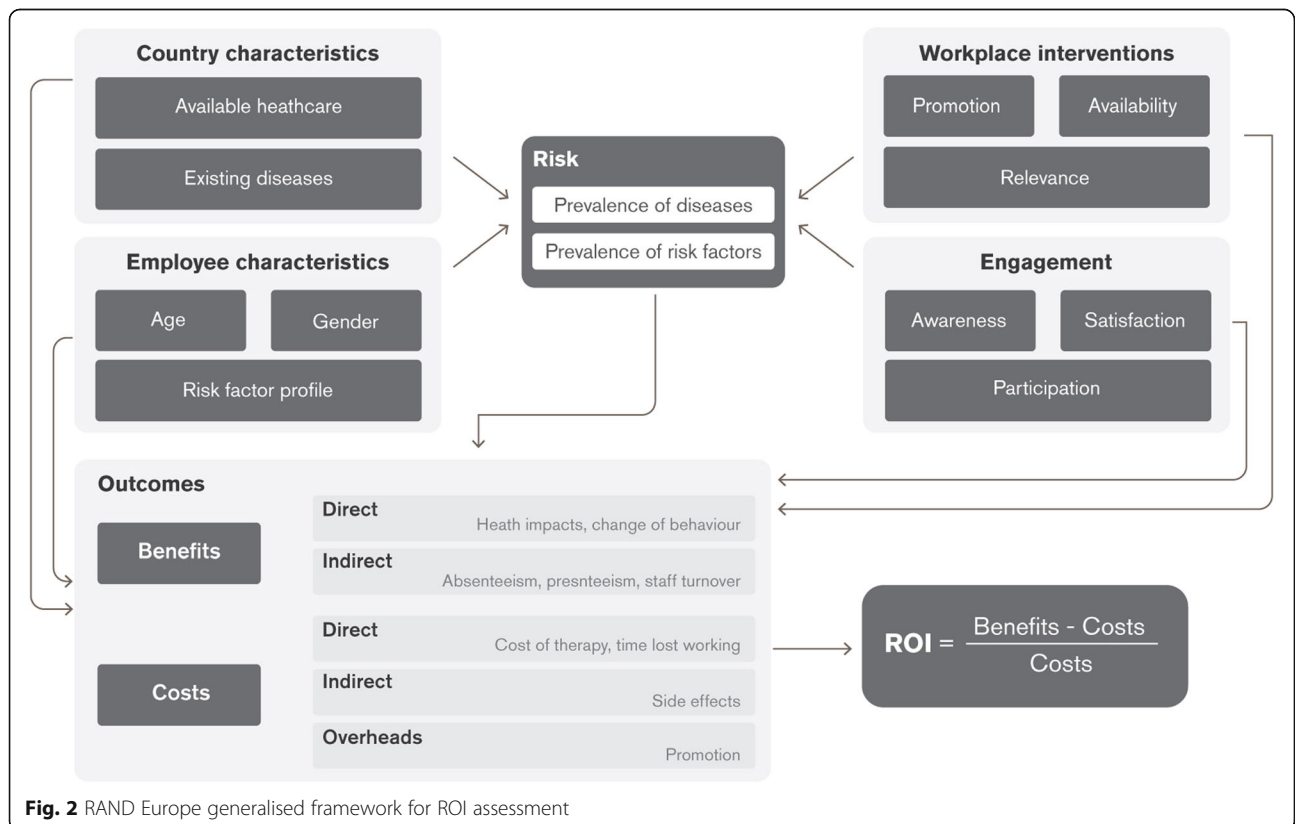 Country characteristics
Available heathcare
Existing diseases
Employee characteristics
Age
Gender
Risk factor profile
Risk
Prevalence of diseases
Prevalence of risk factors
Workplace interventions
Promotion
Availability
Relevance
Engagement
Awareness
Satisfaction
Participation
Outcomes
Benefits
Direct
Heath impacts, change of behaviour
Indirect
Absenteeism, presnteeism, staff turnover
Costs
Direct
Cost of therapy, time lost working
Indirect
Side effects
Overheads
Promotion
ROI = Benefits - Costs
Costs
Fig. 2 RAND Europe generalised framework for ROI assessment